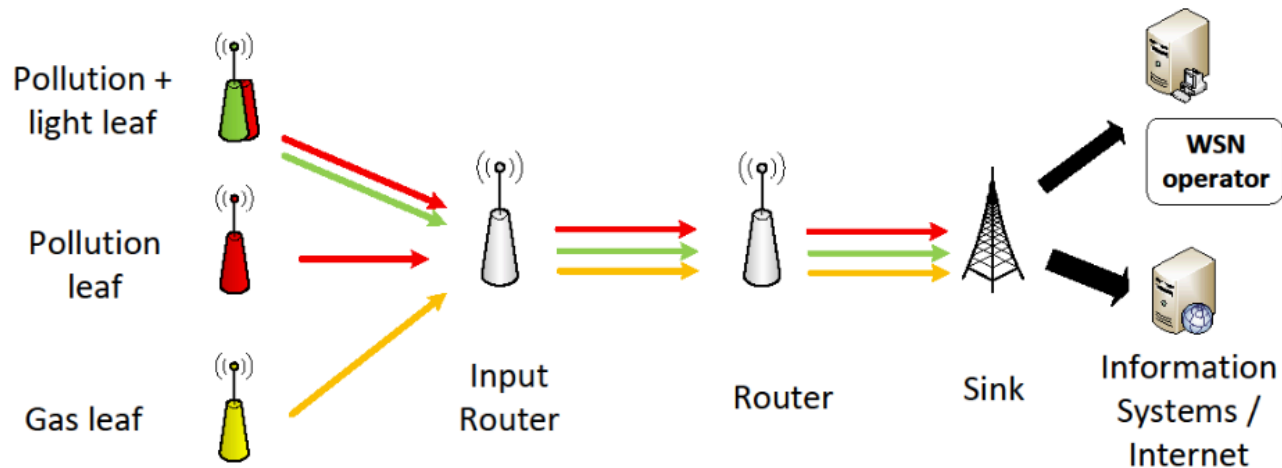 Pollution +
light leaf
Pollution
leaf
Gas leaf
Input
Router
Router
Sink
WSN
operator
Information
Systems /
Internet